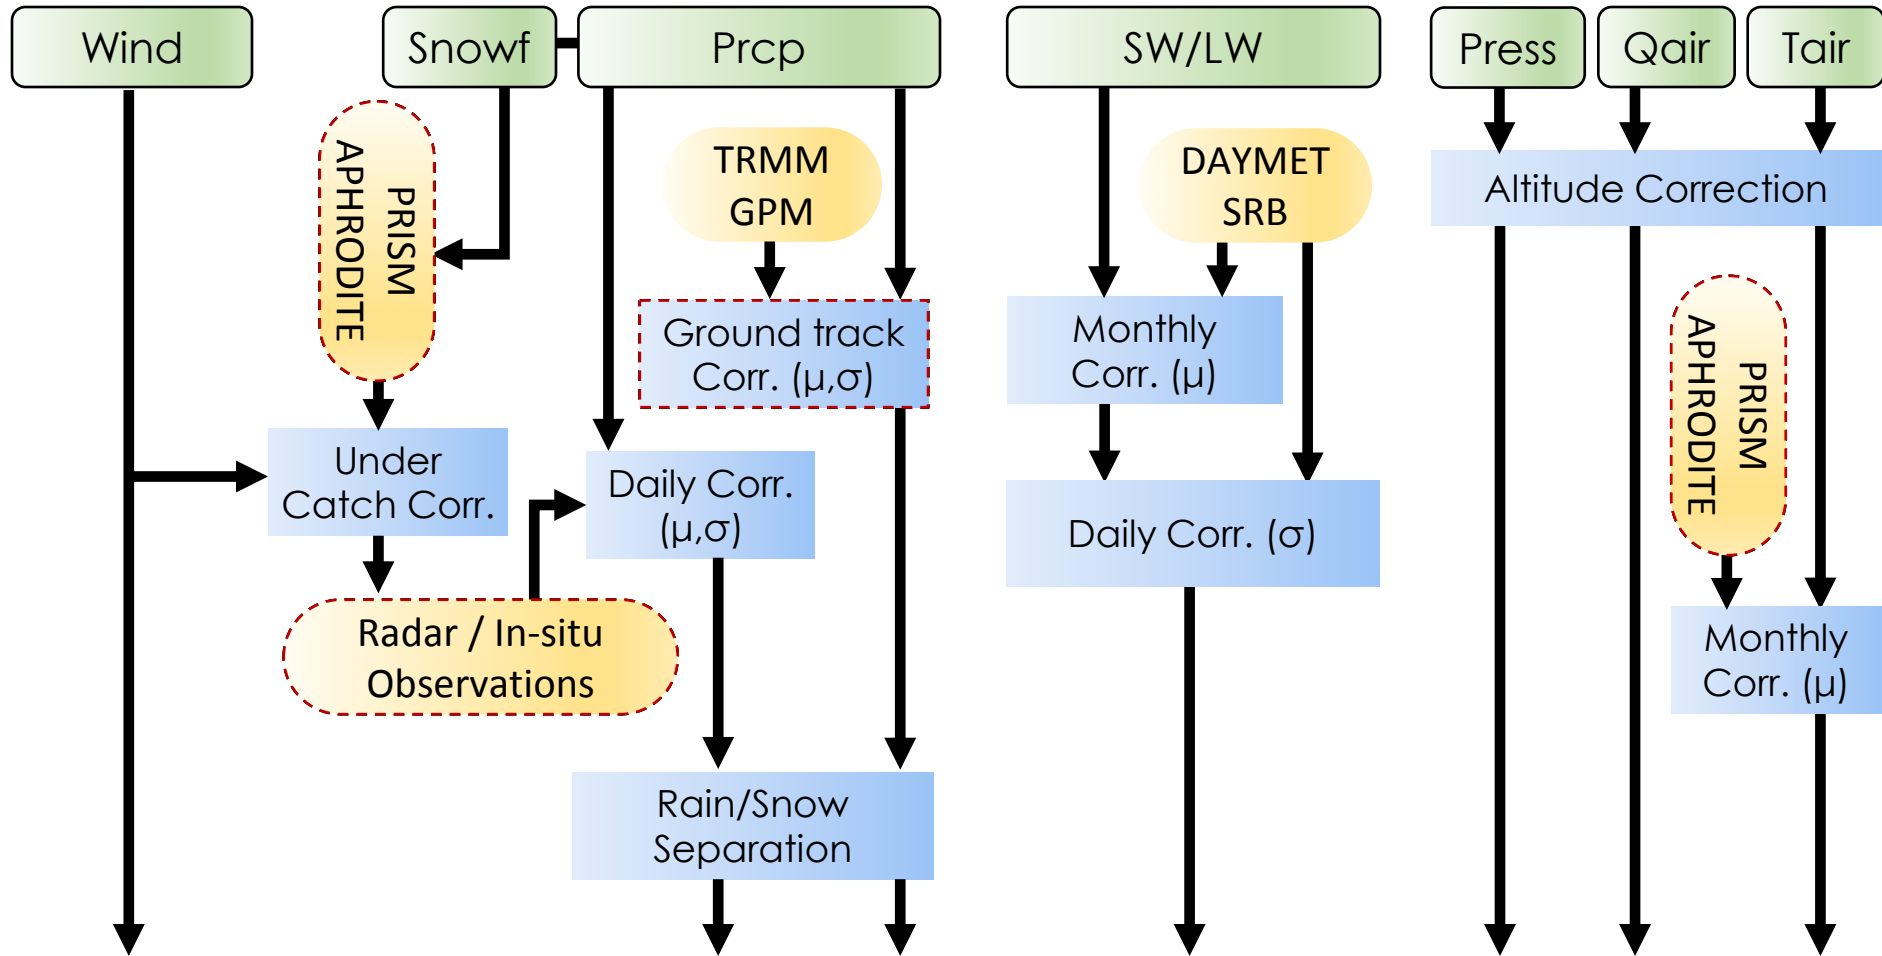 Wind
Snowf
Prcp
SW/LW
Press
Qair
Tair
PRISM
APHRODITE
TRMM
GPM
DAYMET
SRB
Altitude Correction
Ground track
Corr. (μ,σ)
Monthly
Corr. (μ)
PRISM
APHRODITE
Under
Catch Corr.
Daily Corr.
(μ,σ)
Daily Corr. (σ)
Radar / In-situ
Observations
Monthly
Corr. (μ)
Rain/Snow
Separation